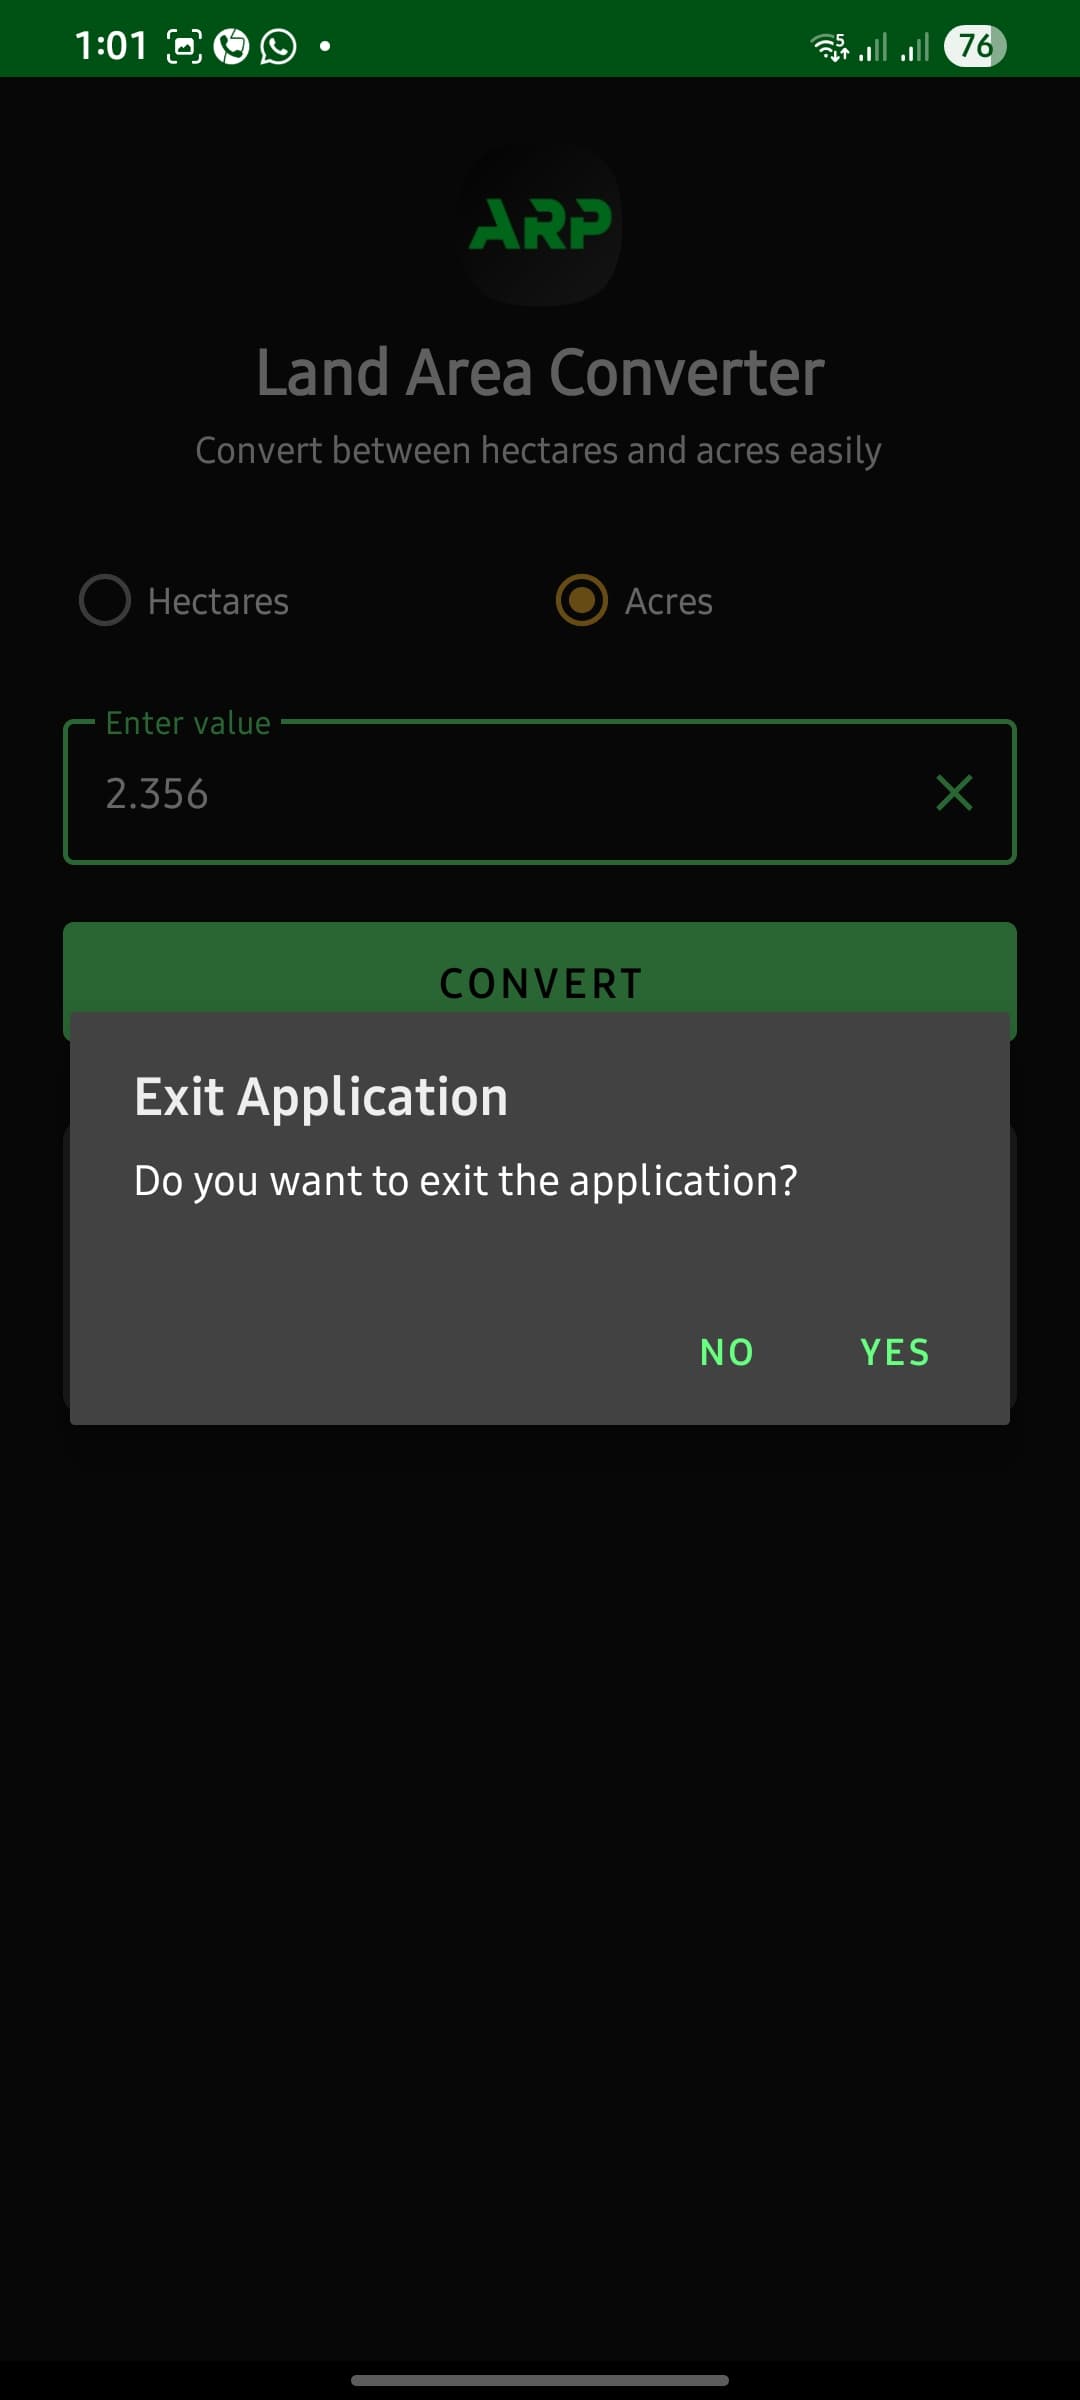 1:01
5
76
ARP
Land Area Converter
Convert between hectares and acres easily
Hectares
Acres
Enter value
2.356
CONVERT
Exit Application
Do you want to exit the application?
NO
YES